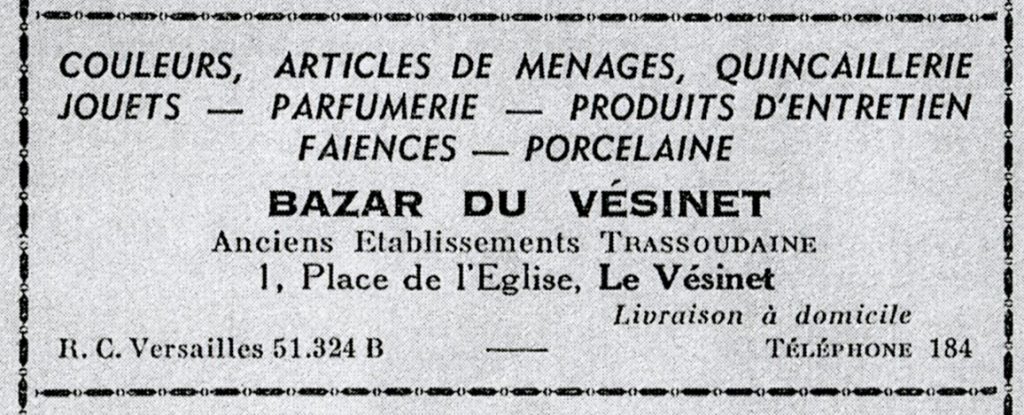 COULEURS, ARTICLES DE MENAGES, QUINCAILLERIE
JOUETS — PARFUMERIE — PRODUITS D'ENTRETIEN
FAIENCES — PORCELAINE
BAZAR DU VÉSINET
Anciens Etablissements TRASSOUDAINE
1, Place de l'Eglise, Le Vésinet
Livraison à domicile
R. C. Versailles 51.324 B — TÉLÉPHONE 184